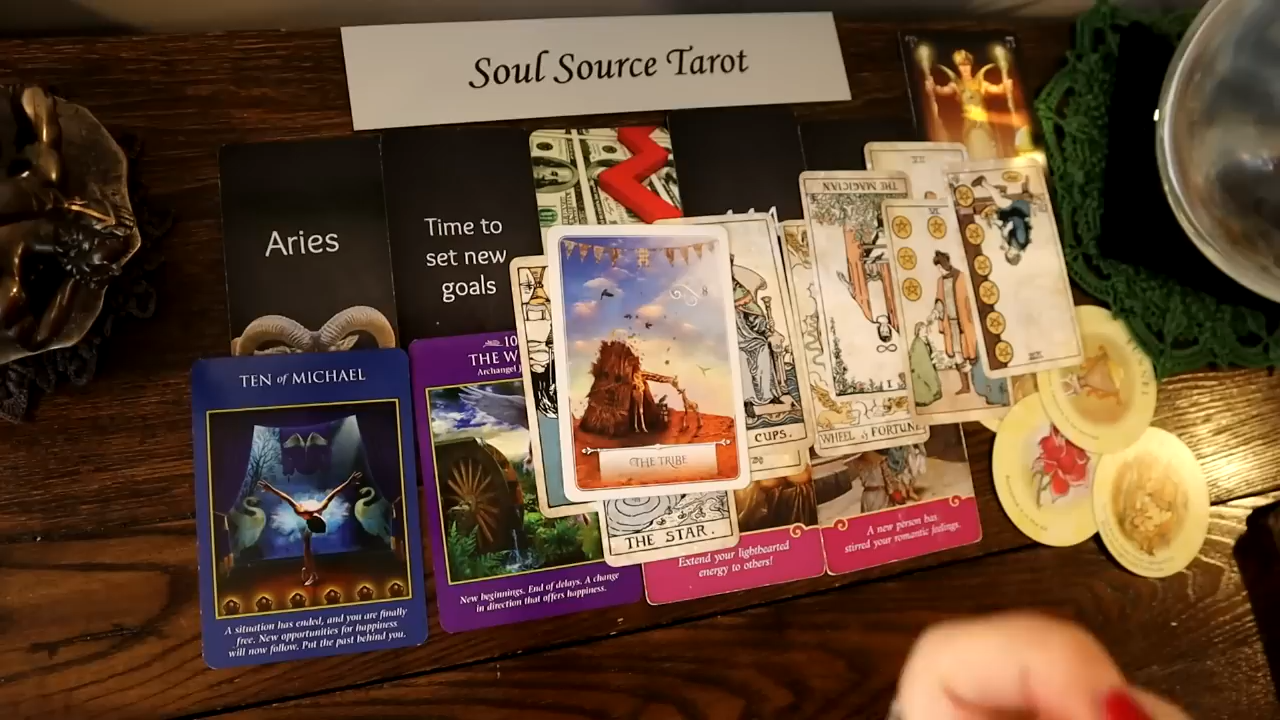 Soul Source Tarot
Aries
Time to
set new
goals
THE MAGICIAN
VI
TEN of MICHAEL
10
THE W
Archangel
8
THE TRIBE
CUPS.
WHEEL of FORTUNE
THE STAR.
A situation has ended, and you are finally
free. New opportunities for happiness
will now follow. Put the past behind you.
New beginnings. End of delays. A change
in direction that offers happiness.
Extend your lighthearted
energy to others!
A new person has
stirred your romantic feelings.